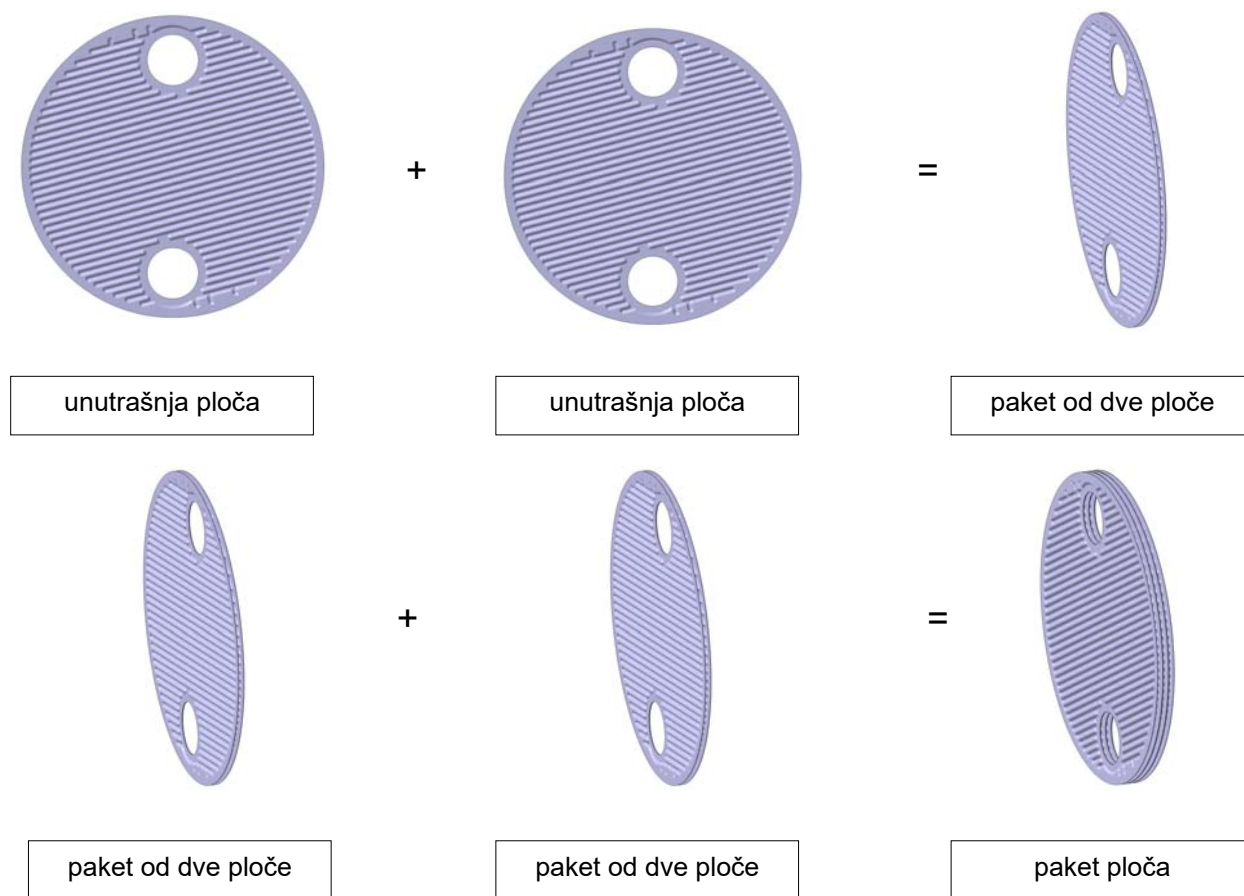 +
=
unutrašnja ploča
unutrašnja ploča
paket od dve ploče
+
=
paket od dve ploče
paket od dve ploče
paket ploča